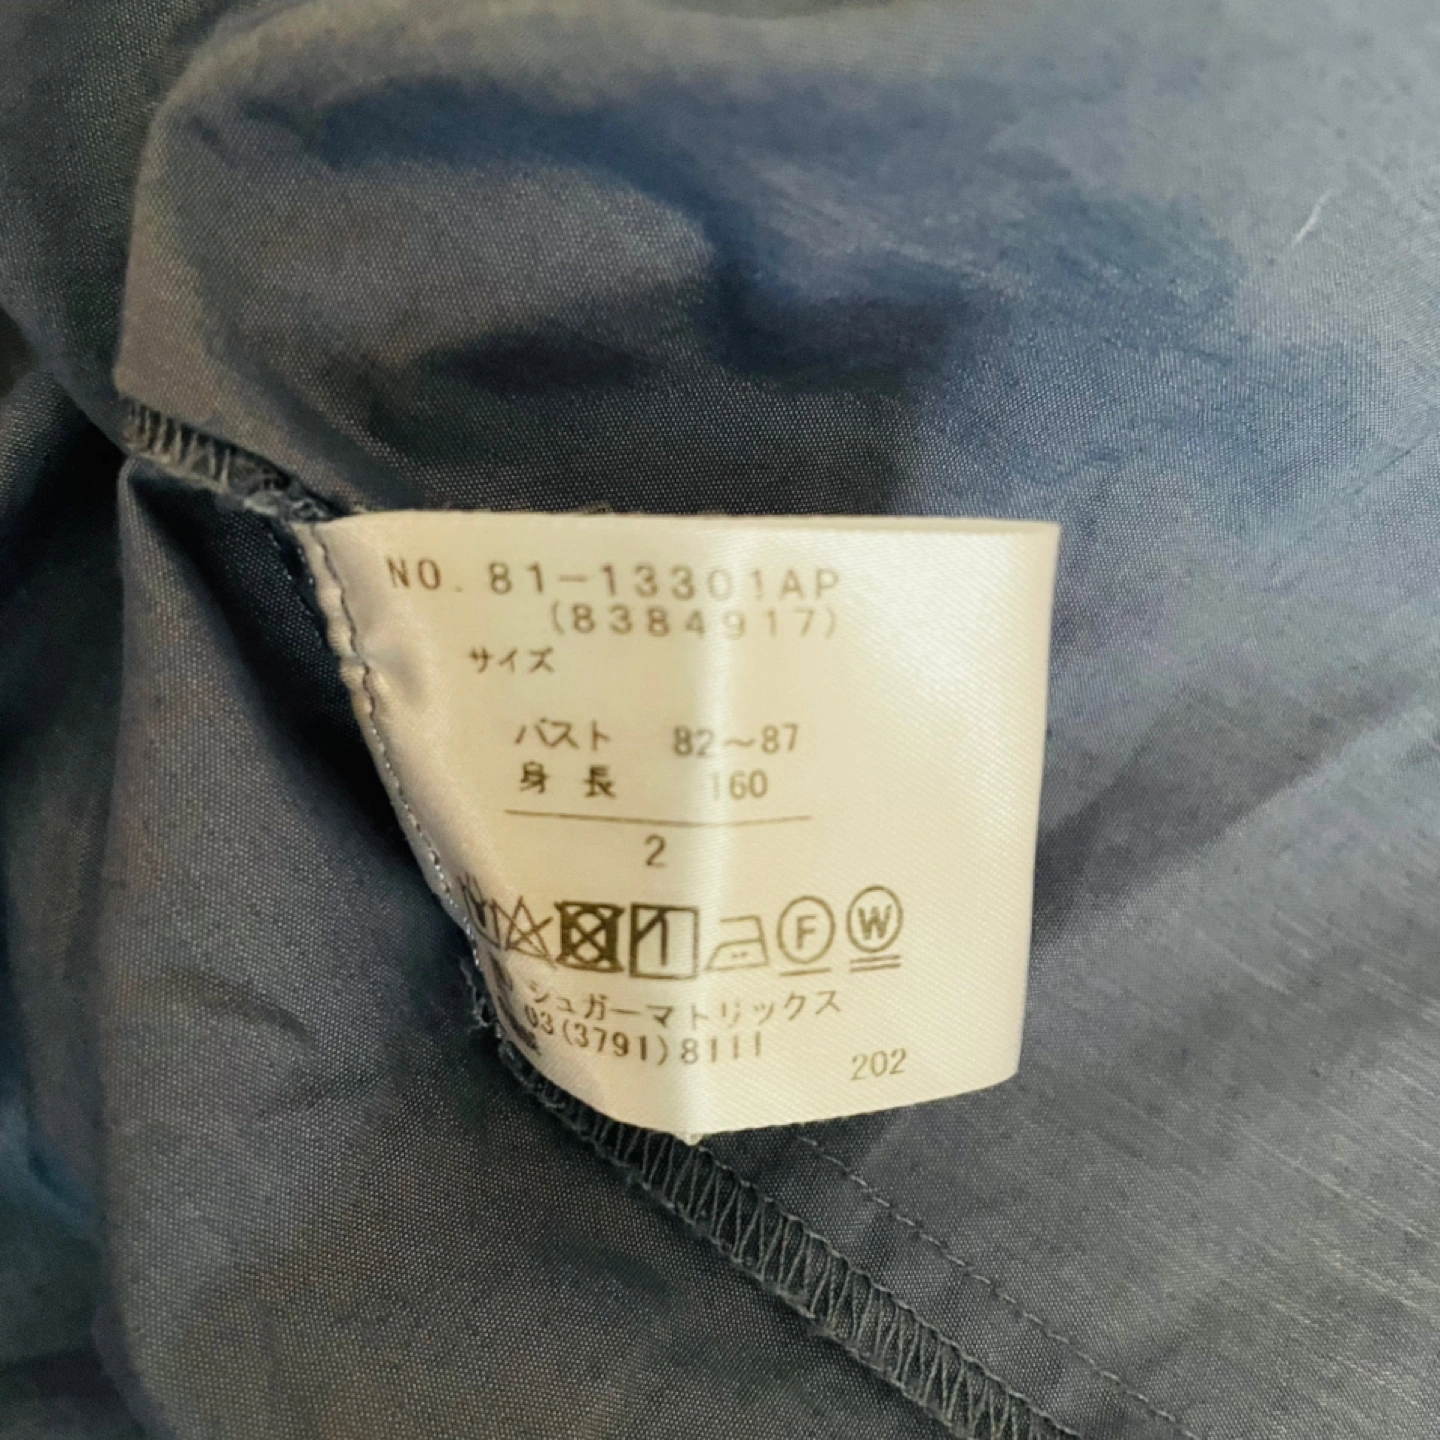 NO. 81-13301AP
(8384917)
サイズ
バスト 82~87
身長 160
2
F W
シュガーマトリックス
03(3791)8111
202